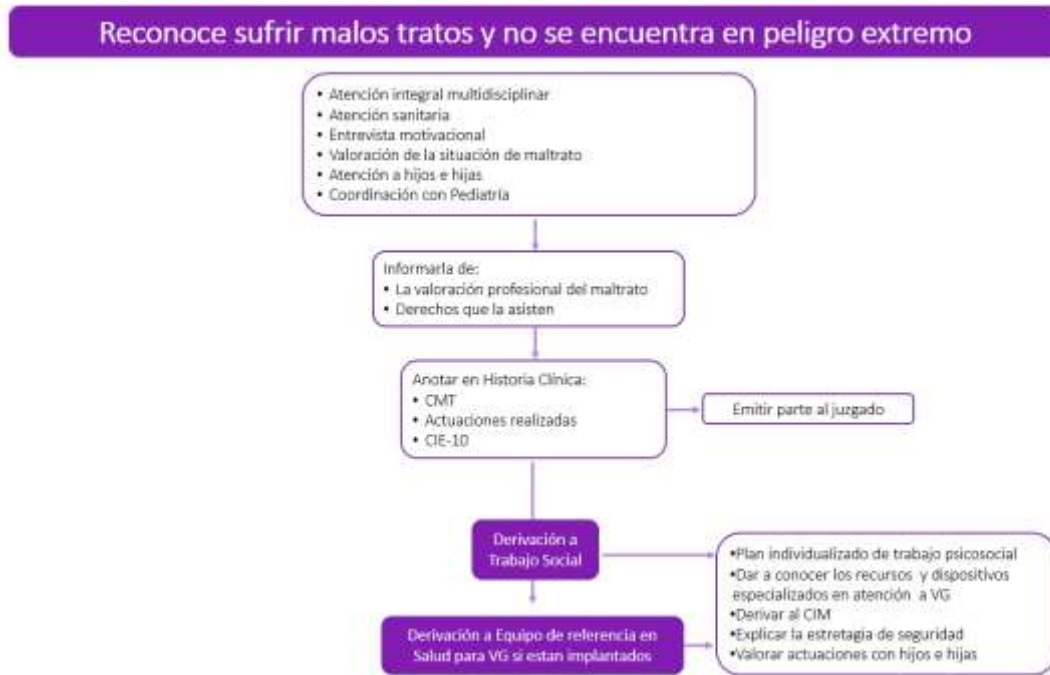 Reconoce sufrir malos tratos y no se encuentra en peligro extremo
• Atención integral multidisciplinar
• Atención sanitaria
• Entrevista motivacional
• Valoración de la situación de maltrato
• Atención a hijos e hijas
• Coordinación con Pediatría
Informarla de:
• La valoración profesional del maltrato
• Derechos que la asisten
Anotar en Historia Clínica:
• CMT
• Actuaciones realizadas
• CIE-10
Emitir parte al juzgado
Derivación a
Trabajo Social
•Plan individualizado de trabajo psicosocial
•Dar a conocer los recursos y dispositivos
especializados en atención a VG
•Derivar al CIM
•Explicar la estretagia de seguridad
•Valorar actuaciones con hijos e hijas
Derivación a Equipo de referencia en
Salud para VG si estan implantados